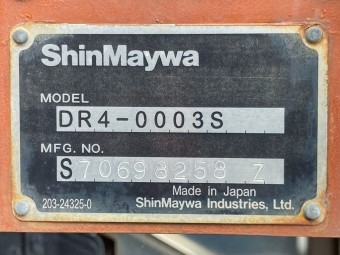 ShinMaywa
MODEL
DR4-0003S
MFG. NO.
S70698258 Z
Made in Japan
203-24325-0 ShinMaywa Industries, Ltd.